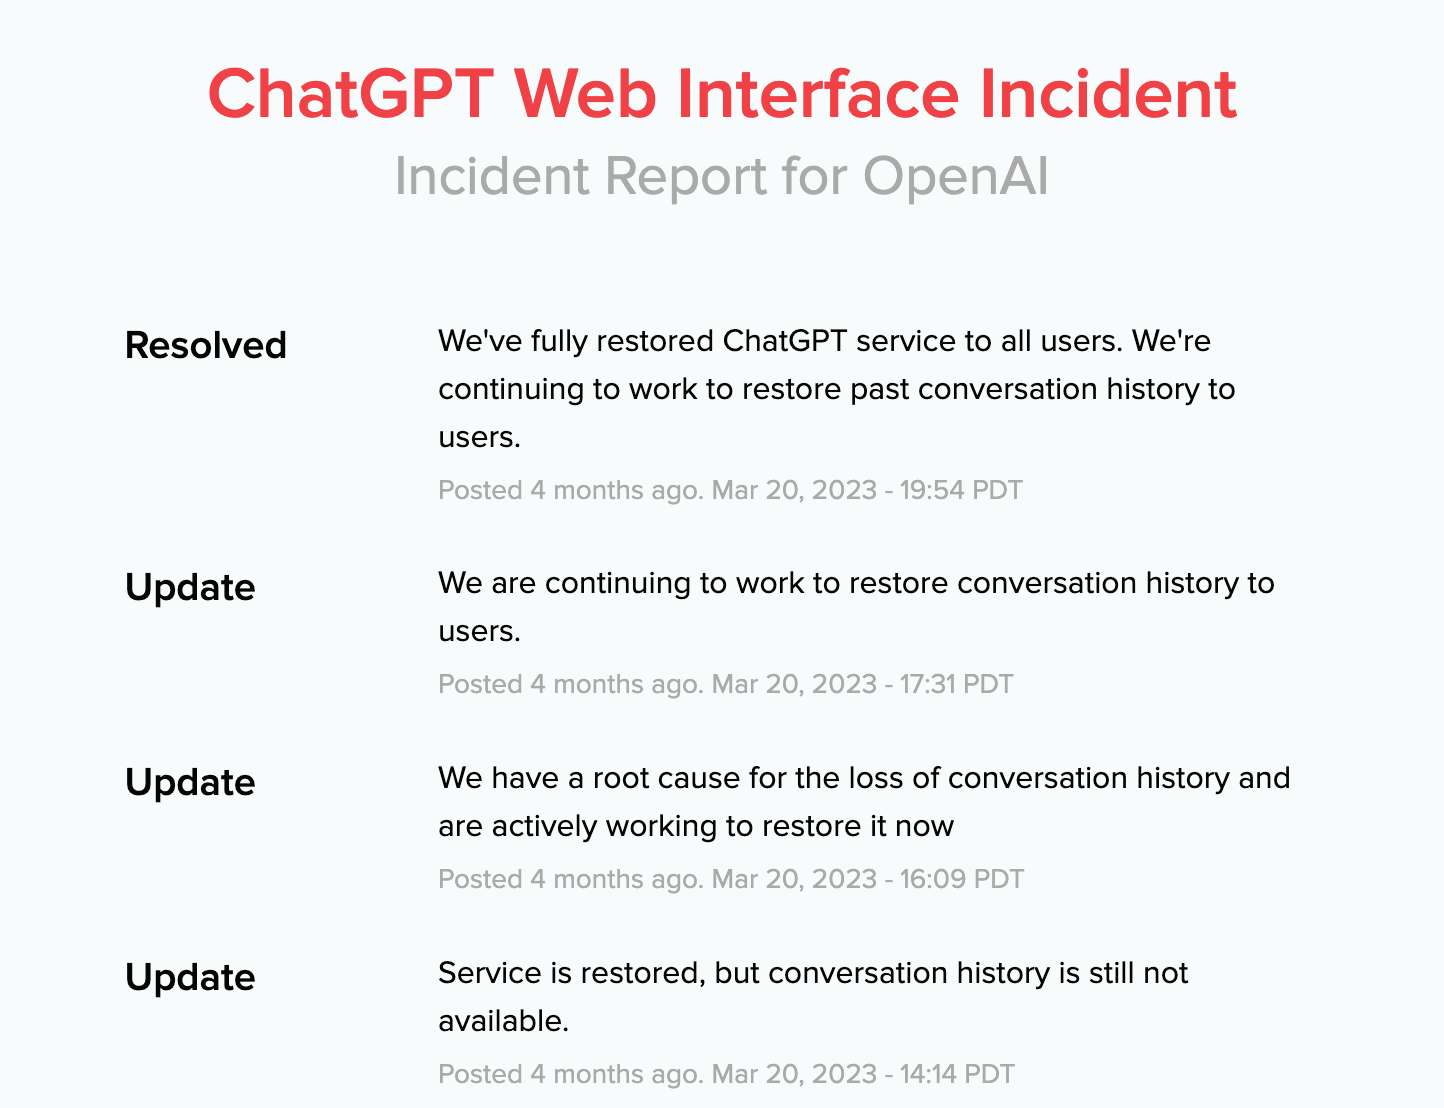 ChatGPT Web Interface Incident
Incident Report for OpenAI
Resolved
We've fully restored ChatGPT service to all users. We're
continuing to work to restore past conversation history to
users.
Posted 4 months ago. Mar 20, 2023 - 19:54 PDT
Update
We are continuing to work to restore conversation history to
users.
Posted 4 months ago. Mar 20, 2023 - 17:31 PDT
Update
We have a root cause for the loss of conversation history and
are actively working to restore it now
Posted 4 months ago. Mar 20, 2023 - 16:09 PDT
Update
Service is restored, but conversation history is still not
available.
Posted 4 months ago. Mar 20, 2023 - 14:14 PDT